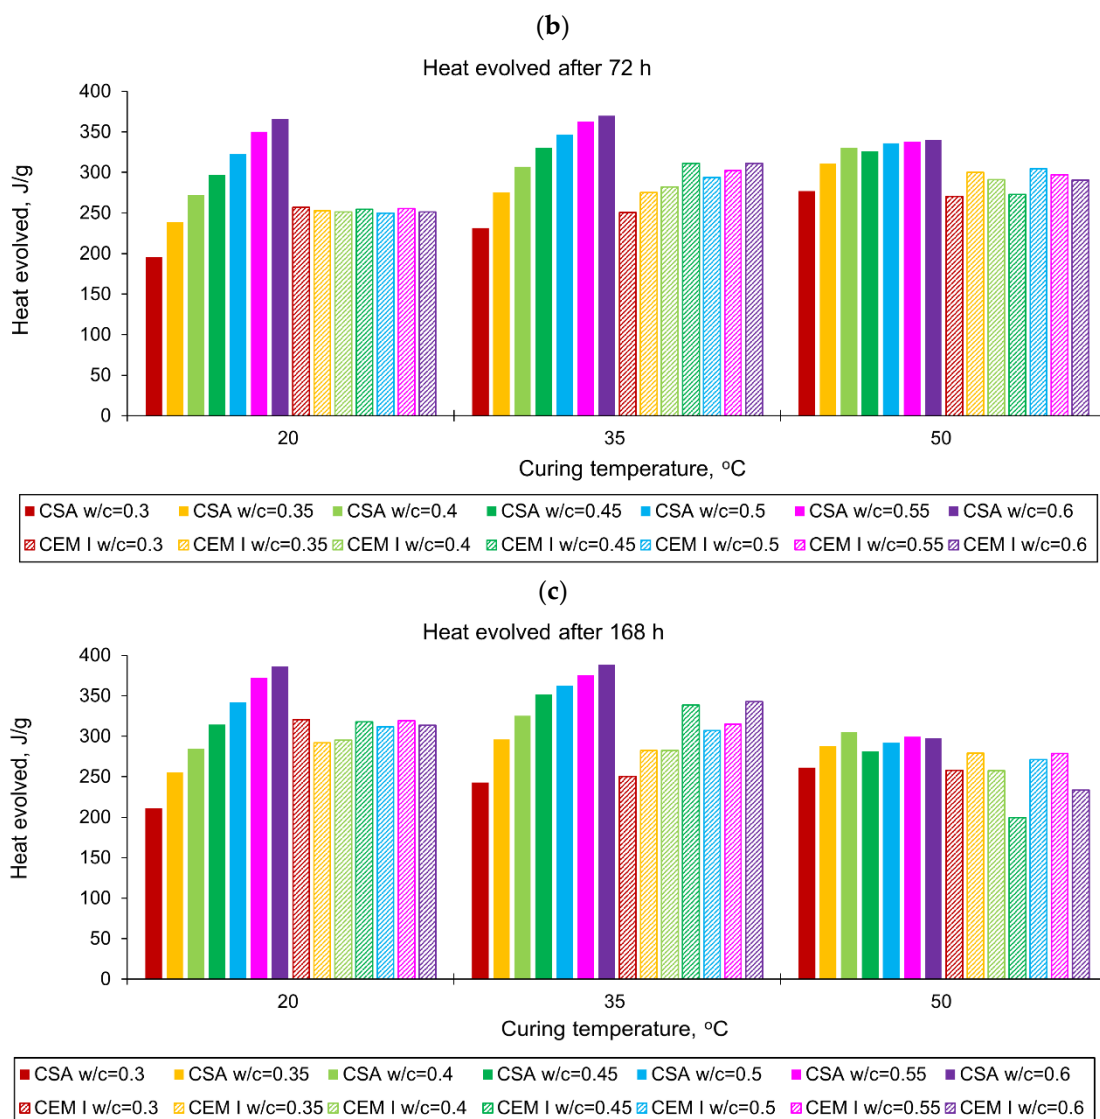 (b)
Heat evolved after 72 h
400
350
300
250
200
150
100
50
0
Heat evolved, J/g
20 35 50
Curing temperature, °C
CSA w/c=0.3 CSA w/c=0.35 CSA w/c=0.4 CSA w/c=0.45 CSA w/c=0.5 CSA w/c=0.55 CSA w/c=0.6
CEM I w/c=0.3 CEM I w/c=0.35 CEM I w/c=0.4 CEM I w/c=0.45 CEM I w/c=0.5 CEM I w/c=0.55 CEM I w/c=0.6
(c)
Heat evolved after 168 h
400
350
300
250
200
150
100
50
0
Heat evolved, J/g
20 35 50
Curing temperature, °C
CSA w/c=0.3 CSA w/c=0.35 CSA w/c=0.4 CSA w/c=0.45 CSA w/c=0.5 CSA w/c=0.55 CSA w/c=0.6
CEM I w/c=0.3 CEM I w/c=0.35 CEM I w/c=0.4 CEM I w/c=0.45 CEM I w/c=0.5 CEM I w/c=0.55 CEM I w/c=0.6